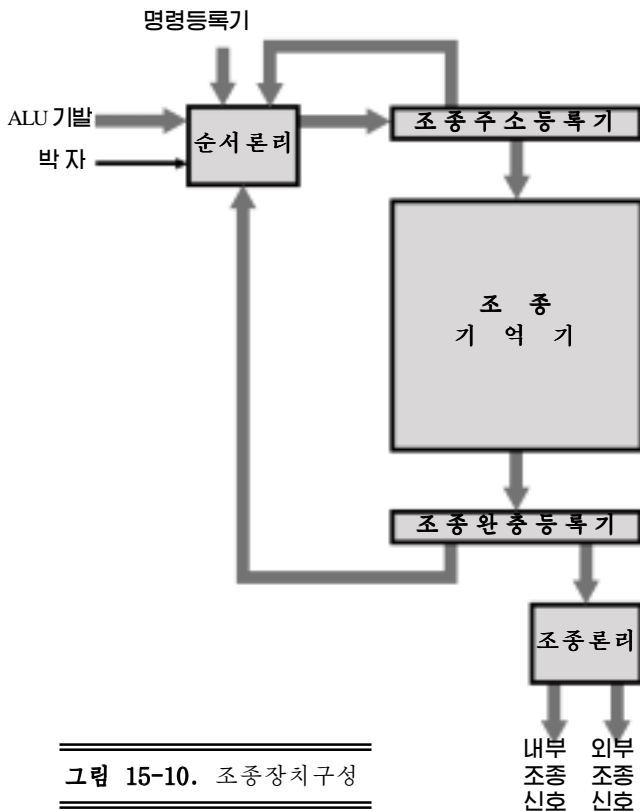 명령등록기
ALU 기발
박 자
순서론리
조 종 주 소 등 록 기
조 종
기 억 기
조 종 완 충 등 록 기
조종론리
내부
조종
신호
외부
조종
신호
그림 15-10. 조종장치구성